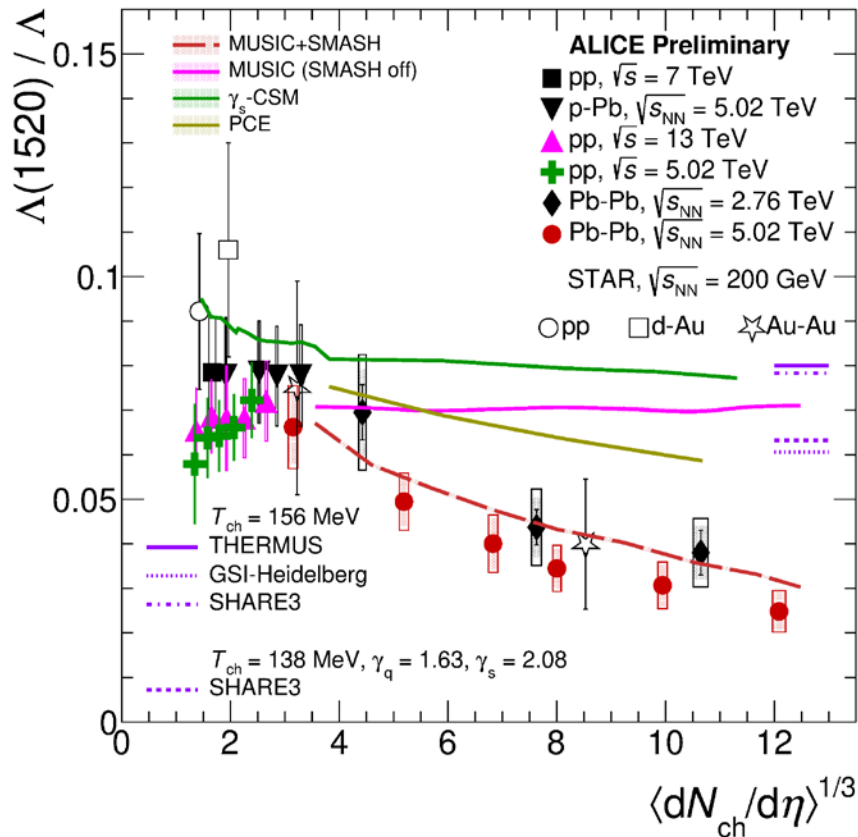 Λ(1520) / Λ
0.15
0.1
0.05
0
MUSIC+SMASH
MUSIC (SMASH off)
γs-CSM
PCE
ALICE Preliminary
pp, √s = 7 TeV
p-Pb, √sNN = 5.02 TeV
pp, √s = 13 TeV
pp, √s = 5.02 TeV
Pb-Pb, √sNN = 2.76 TeV
Pb-Pb, √sNN = 5.02 TeV
STAR, √sNN = 200 GeV
pp d-Au Au-Au
Tch = 156 MeV
THERMUS
GSI-Heidelberg
SHARE3
Tch = 138 MeV, γq = 1.63, γs = 2.08
SHARE3
0 2 4 6 8 10 12
⟨dNch/dη⟩1/3